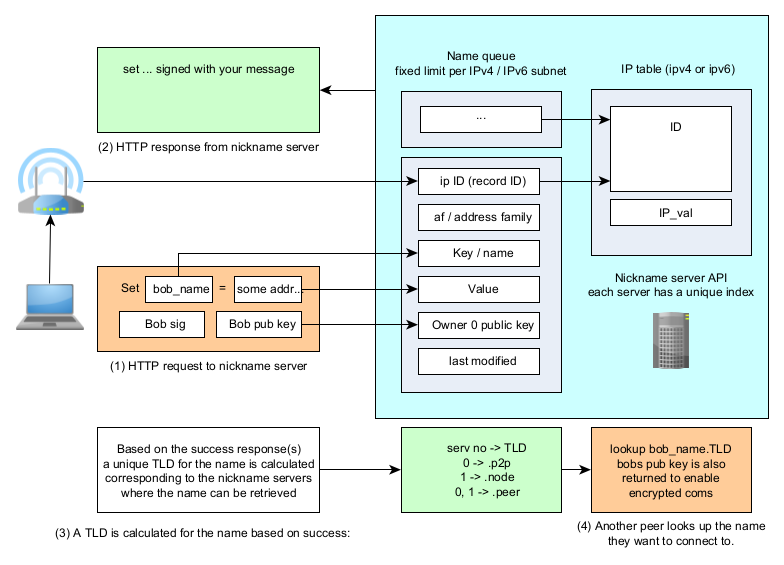 set ... signed with your message
(2) HTTP response from nickname server
Name queue
fixed limit per IPv4 / IPv6 subnet
IP table (ipv4 or ipv6)
...
ID
IP_val
ip ID (record ID)
af / address family
Key / name
Value
Owner 0 public key
last modified
Nickname server API
each server has a unique index
Set bob_name = some addr...
Bob sig
Bob pub key
(1) HTTP request to nickname server
Based on the success response(s)
a unique TLD for the name is calculated
corresponding to the nickname servers
where the name can be retrieved
(3) A TLD is calculated for the name based on success:
serv no -> TLD
0 -> .p2p
1 -> .node
0, 1 -> .peer
lookup bob_name.TLD
bobs pub key is also
returned to enable
encrypted coms
(4) Another peer looks up the name
they want to connect to.